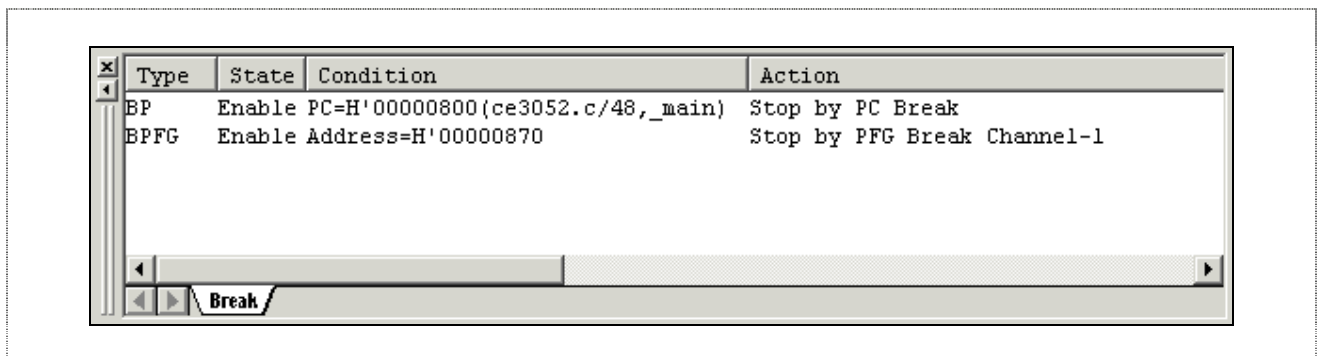 Type State Condition Action
BP Enable PC=H'00000800(ce3052.c/48,_main) Stop by PC Break
BPFG Enable Address=H'00000870 Stop by PFG Break Channel-1
Break